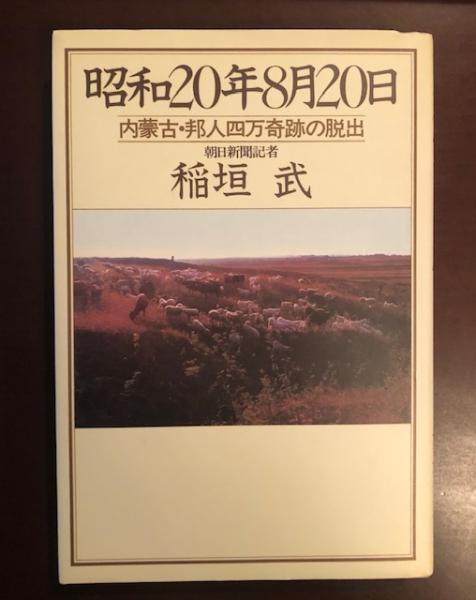 昭和20年8月20日
内蒙古・邦人四万奇跡の脱出
朝日新聞記者
稲垣 武